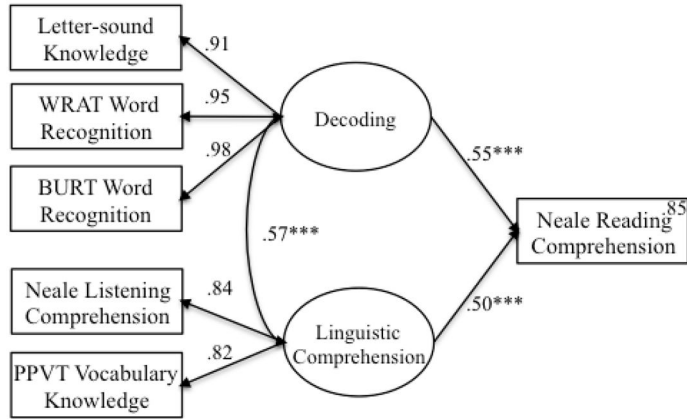 Letter-sound
Knowledge
.91
WRAT Word
Recognition
.95
BURT Word
Recognition
.98
Decoding
.55***
.85
Neale Reading
Comprehension
.57***
Neale Listening
Comprehension
.84
Linguistic
Comprehension
.50***
PPVT Vocabulary
Knowledge
.82